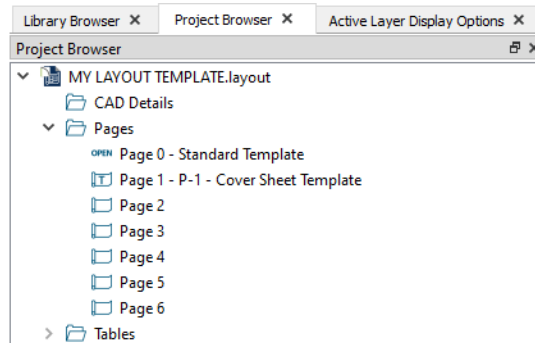 Library Browser × Project Browser × Active Layer Display Options ×
Project Browser
MY LAYOUT TEMPLATE.layout
CAD Details
Pages
OPEN Page 0 - Standard Template
T Page 1 - P-1 - Cover Sheet Template
Page 2
Page 3
Page 4
Page 5
Page 6
Tables